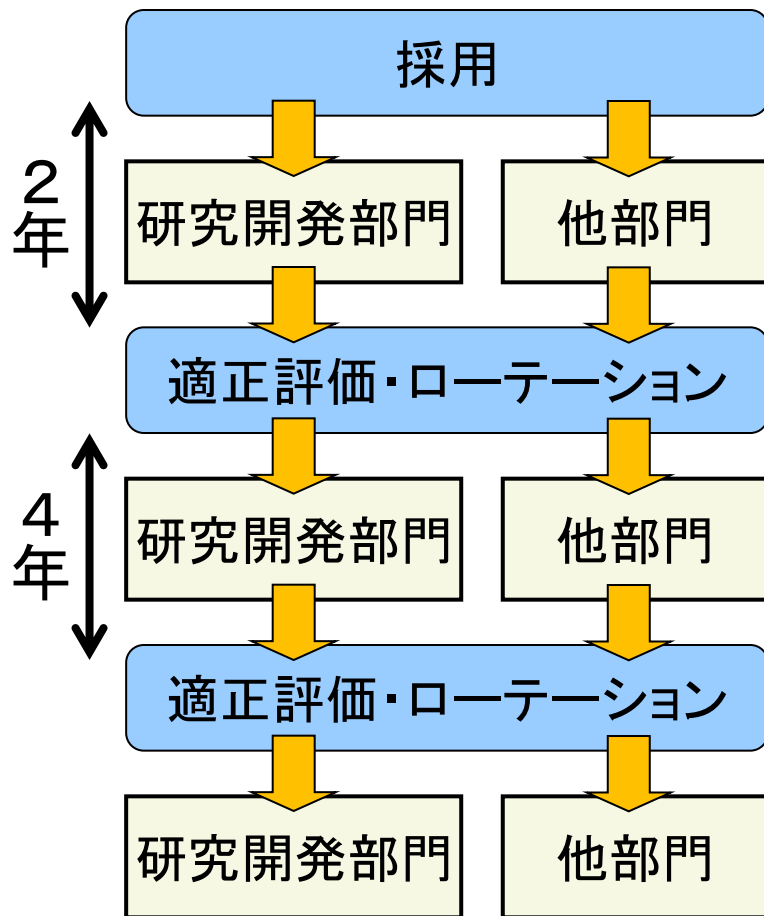 採用
2年
研究開発部門
他部門
適正評価・ローテーション
4年
研究開発部門
他部門
適正評価・ローテーション
研究開発部門
他部門